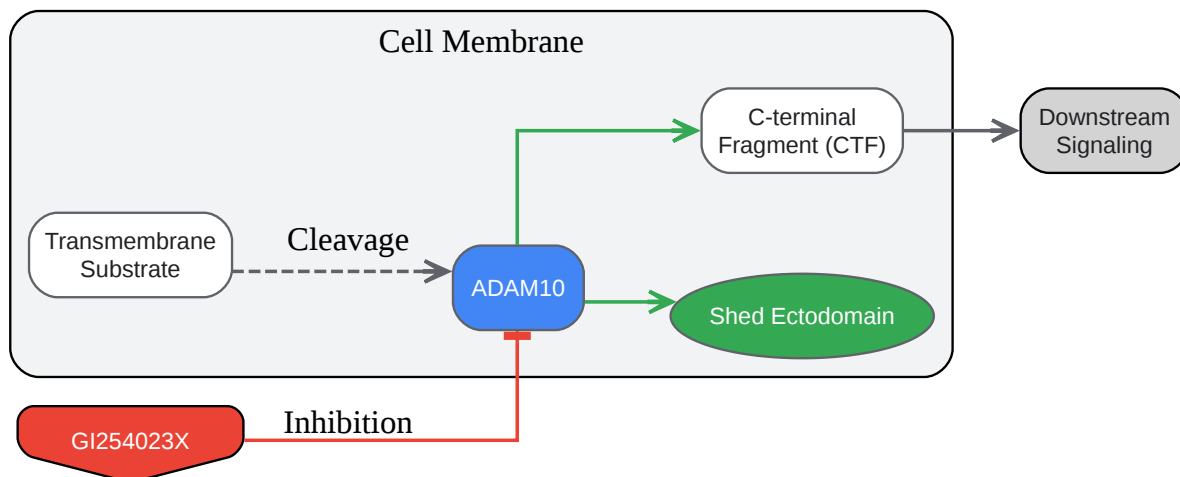 Cell Membrane
C-terminal
Fragment (CTF)
Downstream
Signaling
Transmembrane
Substrate
Cleavage
ADAM10
Shed Ectodomain
GI254023X
Inhibition